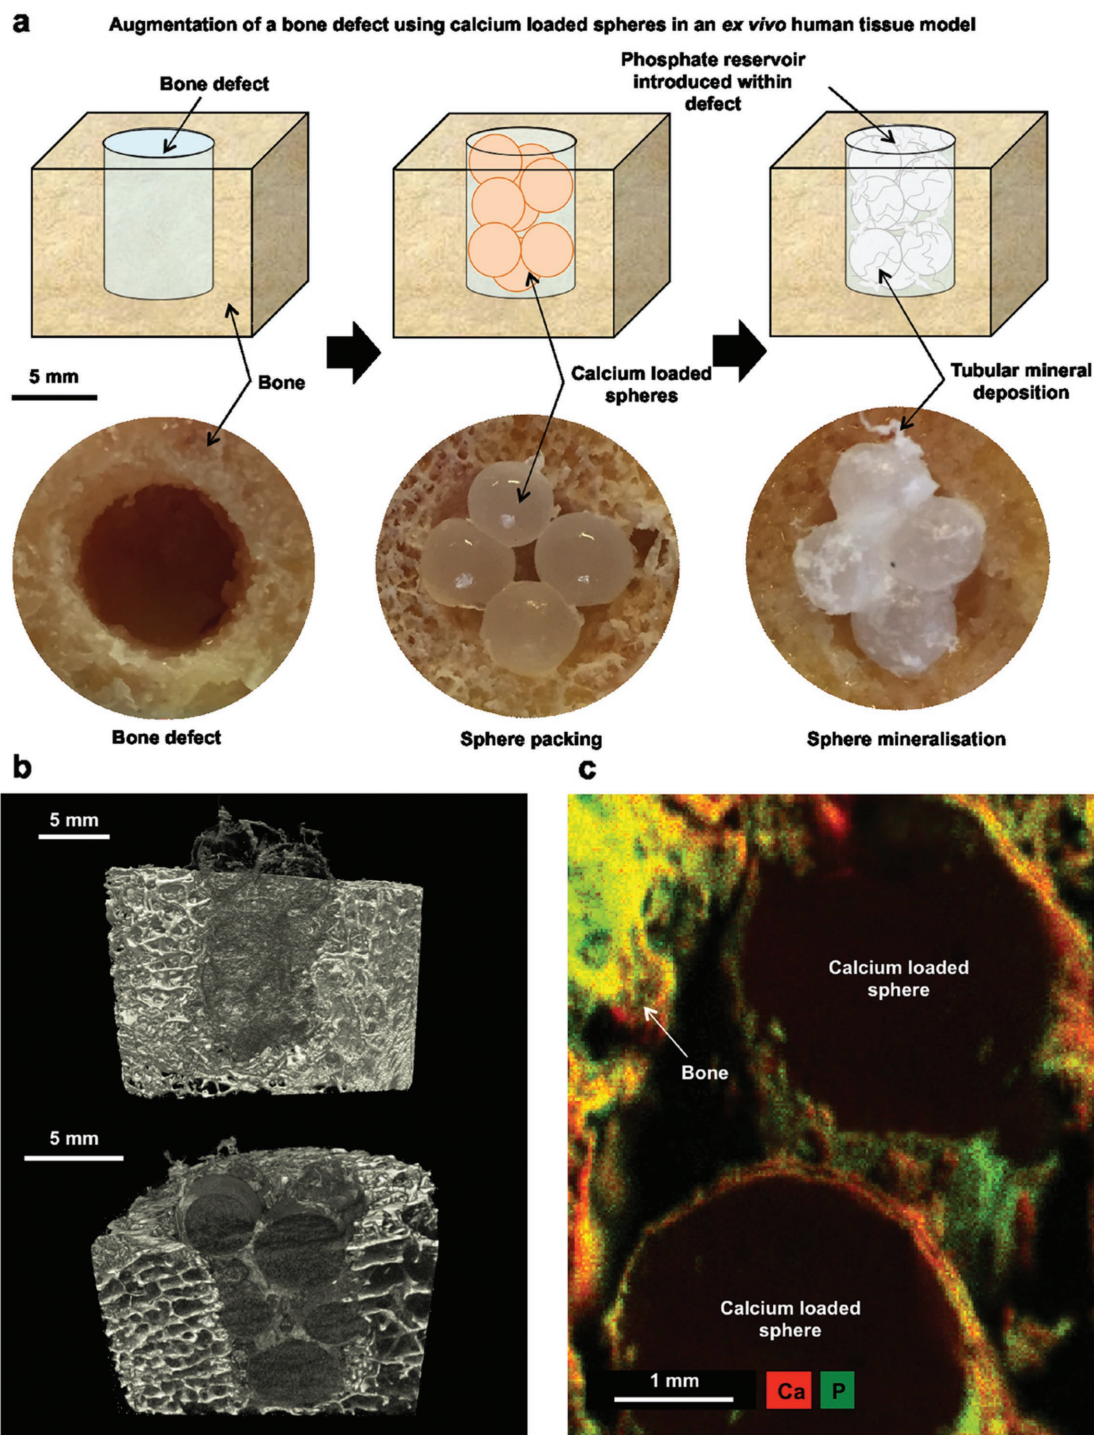 a
Augmentation of a bone defect using calcium loaded spheres in an ex vivo human tissue model
Bone defect
Phosphate reservoir
introduced within
defect
5 mm
Bone
Calcium loaded
spheres
Tubular mineral
deposition
Bone defect
Sphere packing
Sphere mineralisation
b
5 mm
5 mm
c
Calcium loaded
sphere
Bone
Calcium loaded
sphere
1 mm
Ca
P